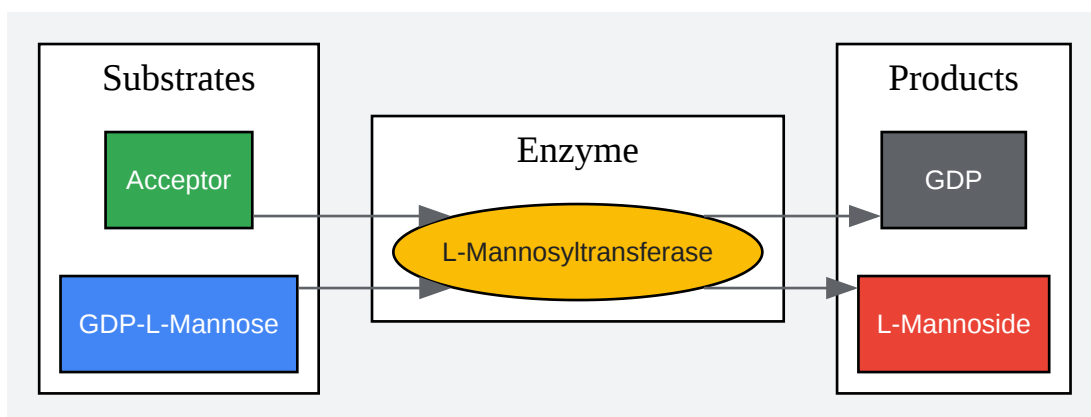 Substrates
Acceptor
GDP-L-Mannose
Enzyme
L-Mannosyltransferase
Products
GDP
L-Mannoside